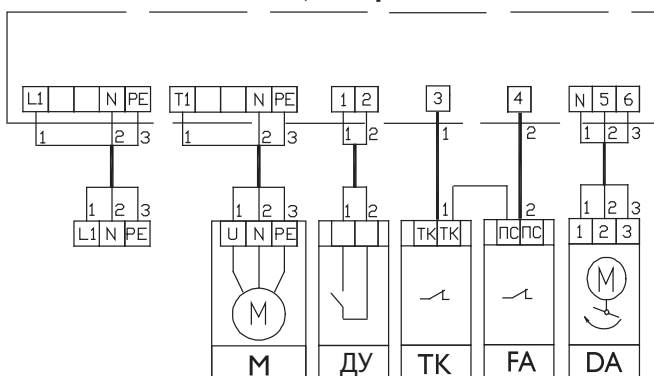 L1 N PE T1 N PE 1 2 3 4 N 5 6
1 2 3 1 2 3 1 2 1 2 1 2 3
1 2 3 1 2 3 1 2 1 2 1 2 3
L1 N PE U N PE ТК ТК ПС ПС 1 2 3
M M
M ДУ ТК FA DA